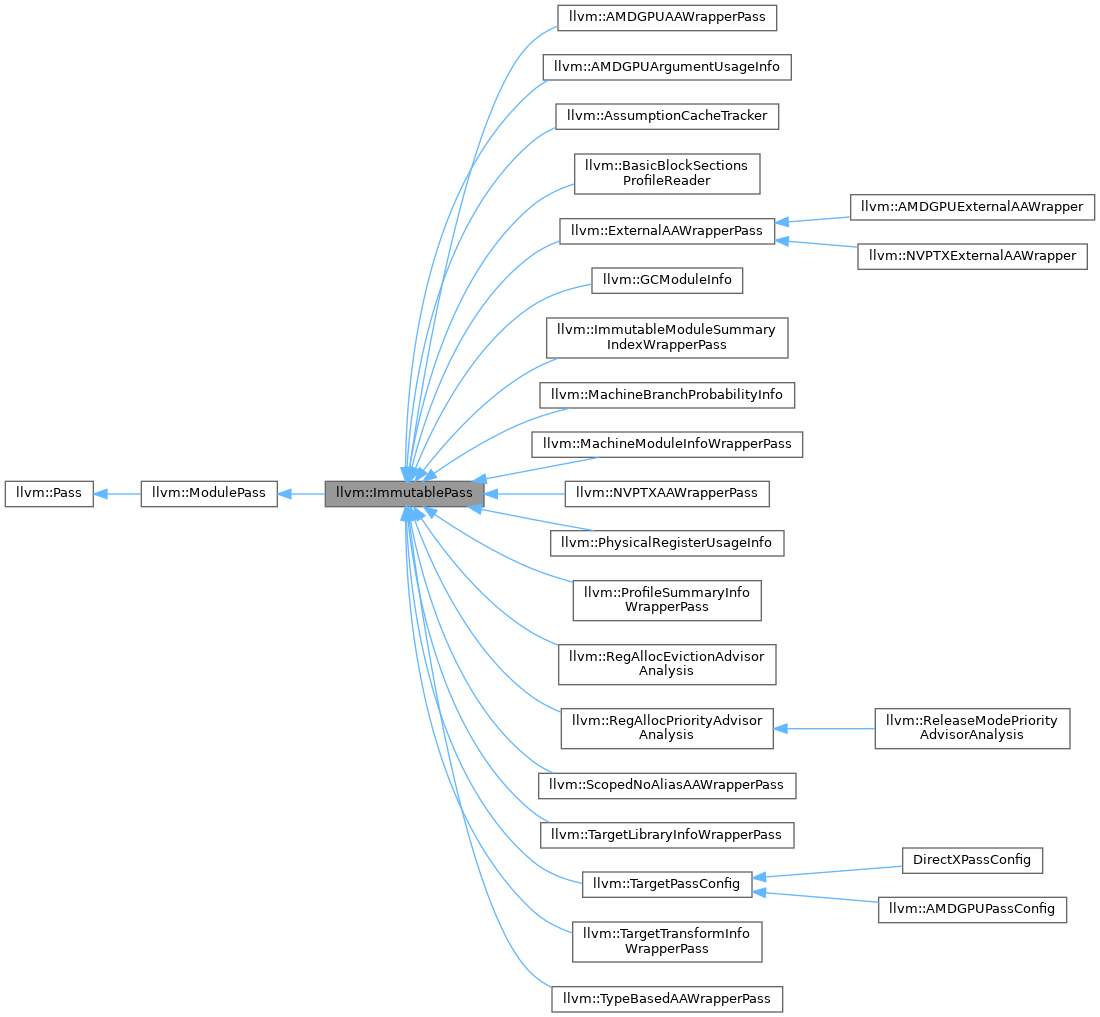 llvm::AMDGPUAAWrapperPass
llvm::AMDGPUArgumentUsageInfo
llvm::AssumptionCacheTracker
llvm::BasicBlockSections
ProfileReader
llvm::ExternalAAWrapperPass
llvm::AMDGPUExternalAAWrapper
llvm::NVPTXExternalAAWrapper
llvm::GCModuleInfo
llvm::ImmutableModuleSummary
IndexWrapperPass
llvm::MachineBranchProbabilityInfo
llvm::MachineModuleInfoWrapperPass
llvm::Pass
llvm::ModulePass
llvm::ImmutablePass
llvm::NVPTXAAWrapperPass
llvm::PhysicalRegisterUsageInfo
llvm::ProfileSummaryInfo
WrapperPass
llvm::RegAllocEvictionAdvisor
Analysis
llvm::RegAllocPriorityAdvisor
Analysis
llvm::ReleaseModePriority
AdvisorAnalysis
llvm::ScopedNoAliasAAWrapperPass
llvm::TargetLibraryInfoWrapperPass
llvm::TargetPassConfig
DirectXPassConfig
llvm::AMDGPUPassConfig
llvm::TargetTransformInfo
WrapperPass
llvm::TypeBasedAAWrapperPass